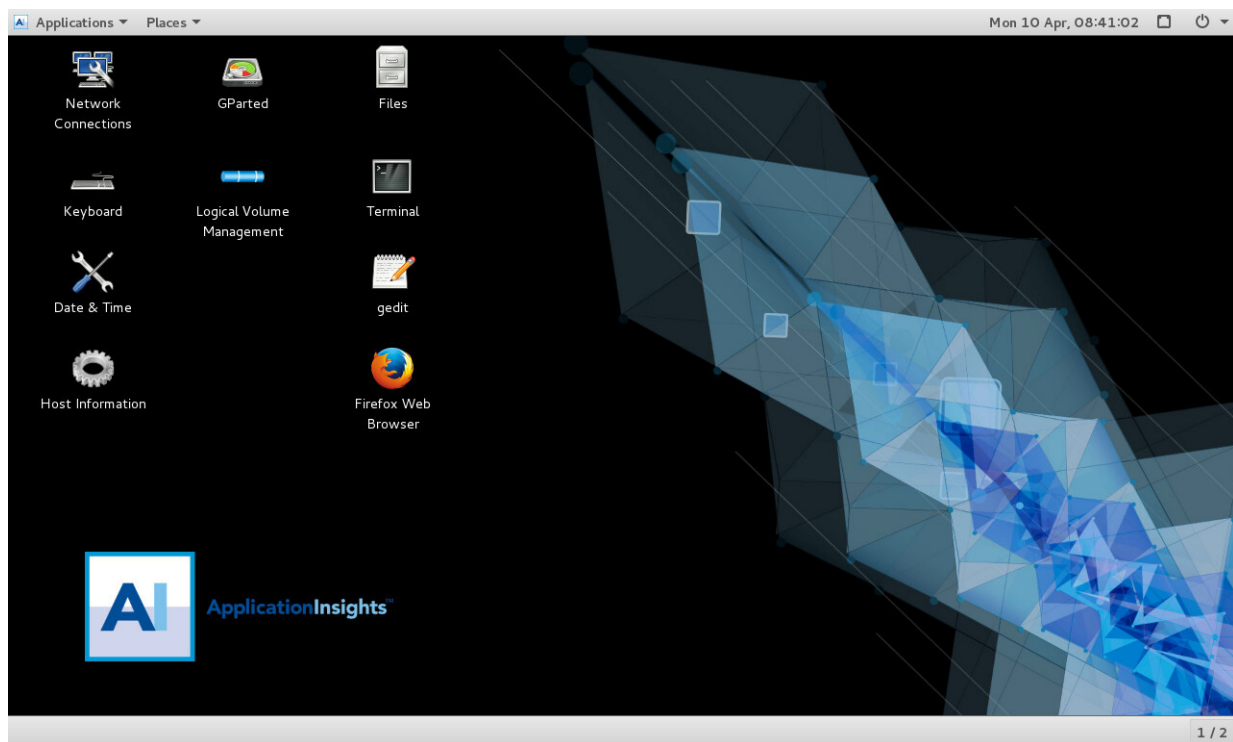 Applications Places Mon 10 Apr, 08:41:02
Network
Connections
GParted
Files
Keyboard
Logical Volume
Management
Terminal
Date & Time
gedit
Host Information
Firefox Web
Browser
AI
ApplicationInsights™
1 / 2